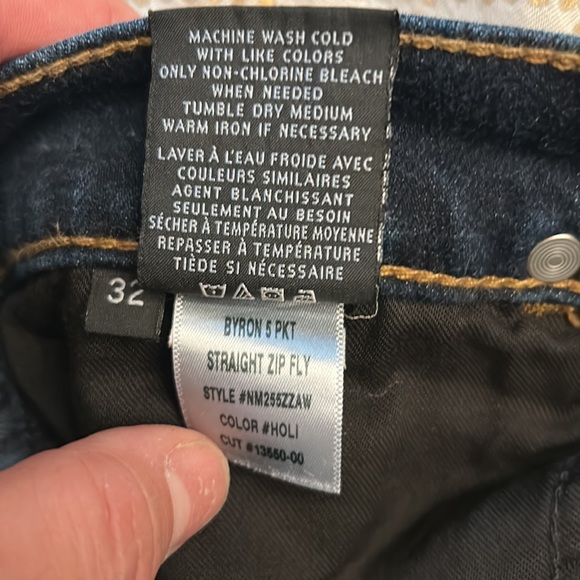 MACHINE WASH COLD
WITH LIKE COLORS
ONLY NON-CHLORINE BLEACH
WHEN NEEDED
TUMBLE DRY MEDIUM
WARM IRON IF NECESSARY
LAVER À L'EAU FROIDE AVEC
COULEURS SIMILAIRES
AGENT BLANCHISSANT
SEULEMENT AU BESOIN
SÉCHER À TEMPÉRATURE MOYENNE
REPASSER À TEMPÉRATURE
TIÈDE SI NÉCESSAIRE
32
BYRON 5 PKT
STRAIGHT ZIP FLY
STYLE #NM255ZZAW
COLOR #HOLI
CUT #13550-00